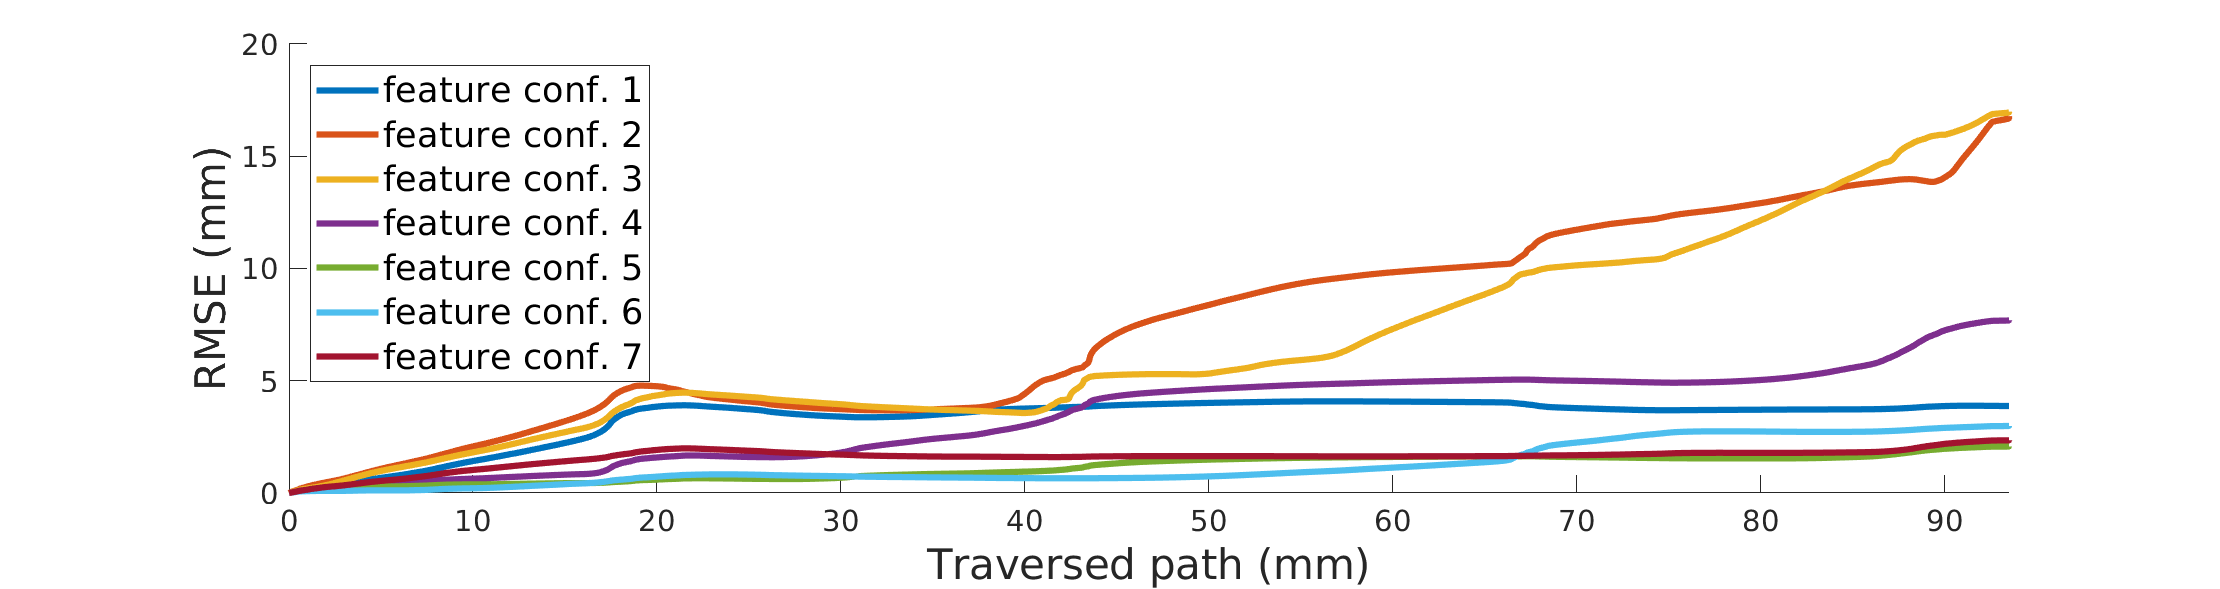 RMSE (mm)
20
15
10
5
0
feature conf. 1
feature conf. 2
feature conf. 3
feature conf. 4
feature conf. 5
feature conf. 6
feature conf. 7
0 10 20 30 40 50 60 70 80 90
Traversed path (mm)